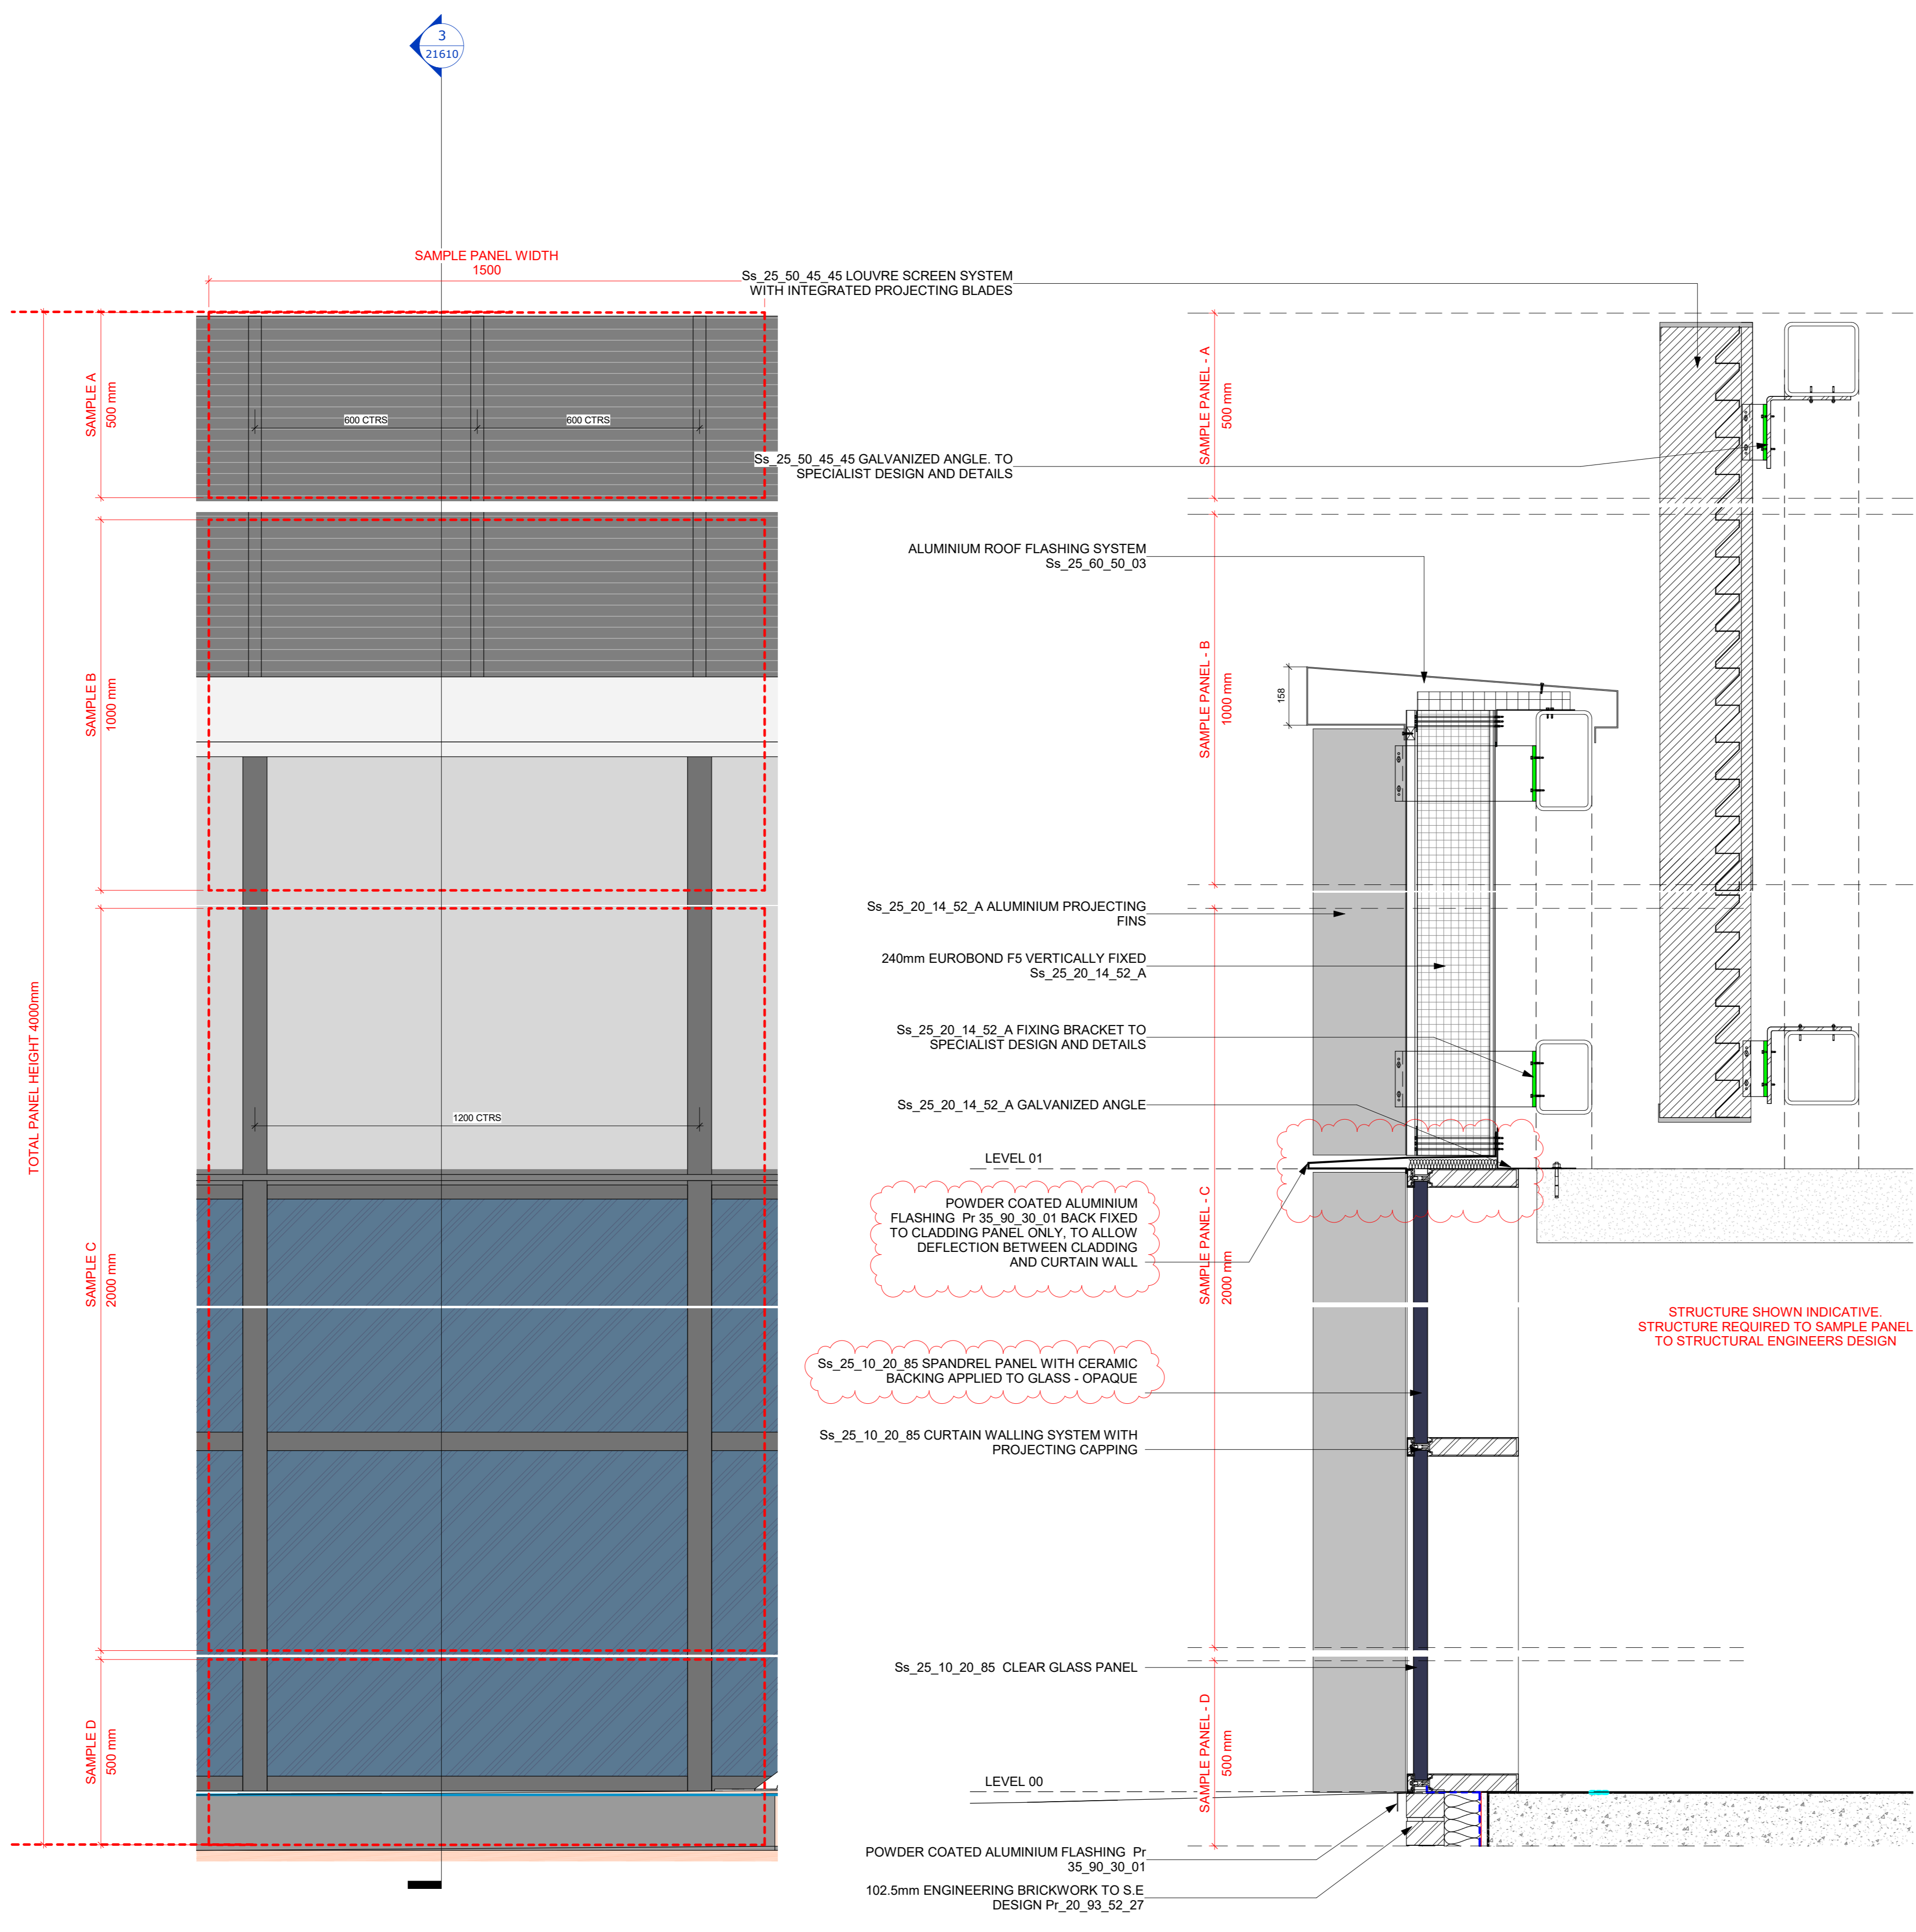 3
21610
SAMPLE PANEL WIDTH
1500
SAMPLE A
500 mm
600 CTRS
600 CTRS
SAMPLE B
1000 mm
TOTAL PANEL HEIGHT 4000mm
1200 CTRS
SAMPLE C
2000 mm
SAMPLE D
500 mm
Ss_25_50_45_45 LOUVRE SCREEN SYSTEM
WITH INTEGRATED PROJECTING BLADES
Ss_25_50_45_45 GALVANIZED ANGLE. TO
SPECIALIST DESIGN AND DETAILS
ALUMINIUM ROOF FLASHING SYSTEM
Ss_25_60_50_03
Ss_25_20_14_52_A ALUMINIUM PROJECTING
FINS
240mm EUROBOND F5 VERTICALLY FIXED
Ss_25_20_14_52_A
Ss_25_20_14_52_A FIXING BRACKET TO
SPECIALIST DESIGN AND DETAILS
Ss_25_20_14_52_A GALVANIZED ANGLE
LEVEL 01
POWDER COATED ALUMINIUM
FLASHING Pr 35_90_30_01 BACK FIXED
TO CLADDING PANEL ONLY, TO ALLOW
DEFLECTION BETWEEN CLADDING
AND CURTAIN WALL
Ss_25_10_20_85 SPANDREL PANEL WITH CERAMIC
BACKING APPLIED TO GLASS - OPAQUE
Ss_25_10_20_85 CURTAIN WALLING SYSTEM WITH
PROJECTING CAPPING
Ss_25_10_20_85 CLEAR GLASS PANEL
LEVEL 00
POWDER COATED ALUMINIUM FLASHING Pr
35_90_30_01
102.5mm ENGINEERING BRICKWORK TO S.E
DESIGN Pr_20_93_52_27
SAMPLE PANEL - A
500 mm
SAMPLE PANEL - B
1000 mm
158
SAMPLE PANEL - C
2000 mm
SAMPLE PANEL - D
500 mm
STRUCTURE SHOWN INDICATIVE.
STRUCTURE REQUIRED TO SAMPLE PANEL
TO STRUCTURAL ENGINEERS DESIGN